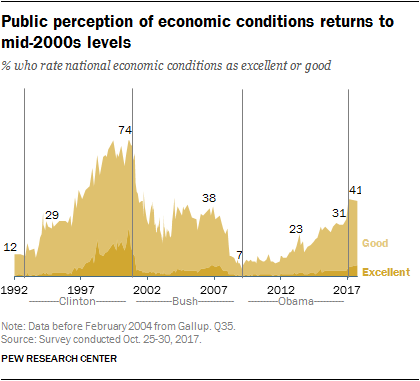 Public perception of economic conditions returns to
mid-2000s levels
% who rate national economic conditions as excellent or good
74
41
38
31
29
23
12
7
Good
Excellent
1992 1997 2002 2007 2012 2017
Clinton Bush Obama
Note: Data before February 2004 from Gallup. Q35.
Source: Survey conducted Oct. 25-30, 2017.
PEW RESEARCH CENTER